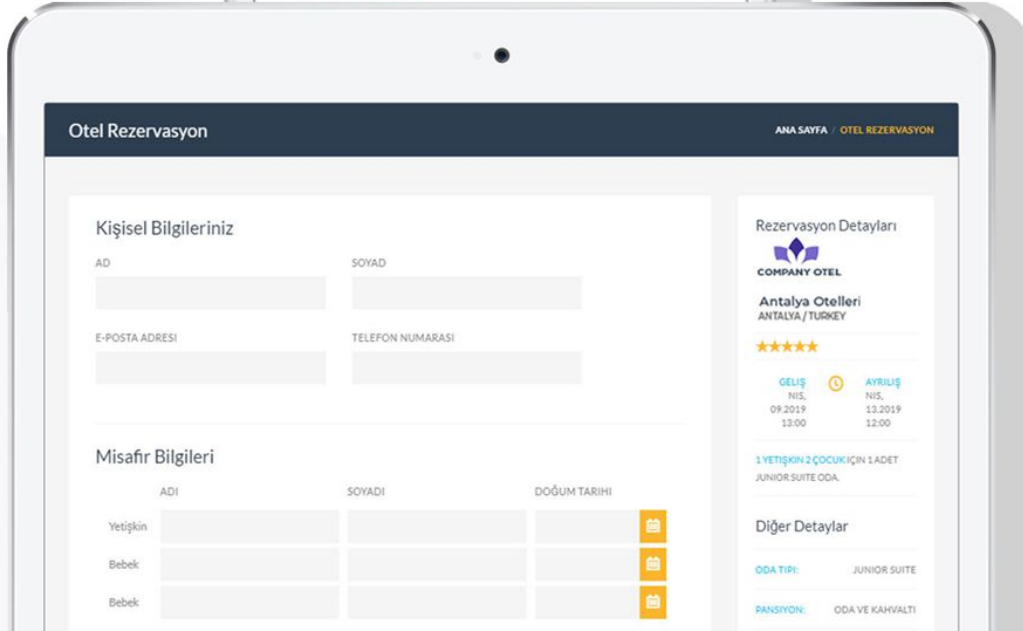 Otel Rezervasyon
ANA SAYFA / OTEL REZERVASYON
Kişisel Bilgileriniz
AD
SOYAD
E-POSTA ADRESI
TELEFON NUMARASI
Misafir Bilgileri
ADI
SOYADI
DOĞUM TARIHI
Yetişkin
Bebek
Bebek
Rezervasyon Detayları
COMPANY OTEL
Antalya Otelleri
ANTALYA / TURKEY
GELIŞ
AYRILIŞ
NIS,
NIS,
09.2019
13.2019
13:00
12:00
1 YETIŞKIN 2 ÇOCUK IÇIN 1 ADET
JUNIOR SUITE ODA.
Diğer Detaylar
ODA TIPI:
JUNIOR SUITE
PANSIYON:
ODA VE KAHVALTI